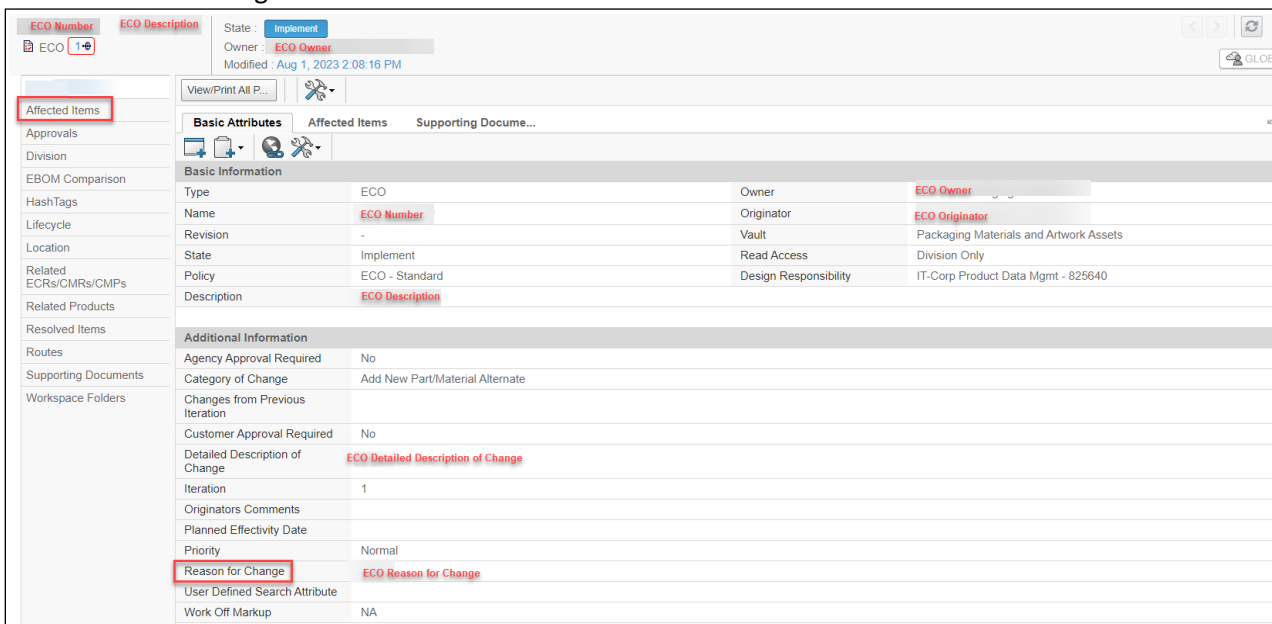 ECO Number ECO Description State : Implement
ECO 1 Owner : ECO Owner
Modified : Aug 1, 2023 2:08:16 PM
GLOB
View/Print All P...
Affected Items
Approvals
Division
EBOM Comparison
HashTags
Lifecycle
Location
Related
ECRs/CMRs/CMPs
Related Products
Resolved Items
Routes
Supporting Documents
Workspace Folders
Basic Attributes Affected Items Supporting Docume...
Basic Information
Type ECO Owner ECO Owner
Name ECO Number Originator ECO Originator
Revision - Vault Packaging Materials and Artwork Assets
State Implement Read Access Division Only
Policy ECO - Standard Design Responsibility IT-Corp Product Data Mgmt - 825640
Description ECO Description
Additional Information
Agency Approval Required No
Category of Change Add New Part/Material Alternate
Changes from Previous
Iteration
Customer Approval Required No
Detailed Description of
Change ECO Detailed Description of Change
Iteration 1
Originators Comments
Planned Effectivity Date
Priority Normal
Reason for Change ECO Reason for Change
User Defined Search Attribute
Work Off Markup NA